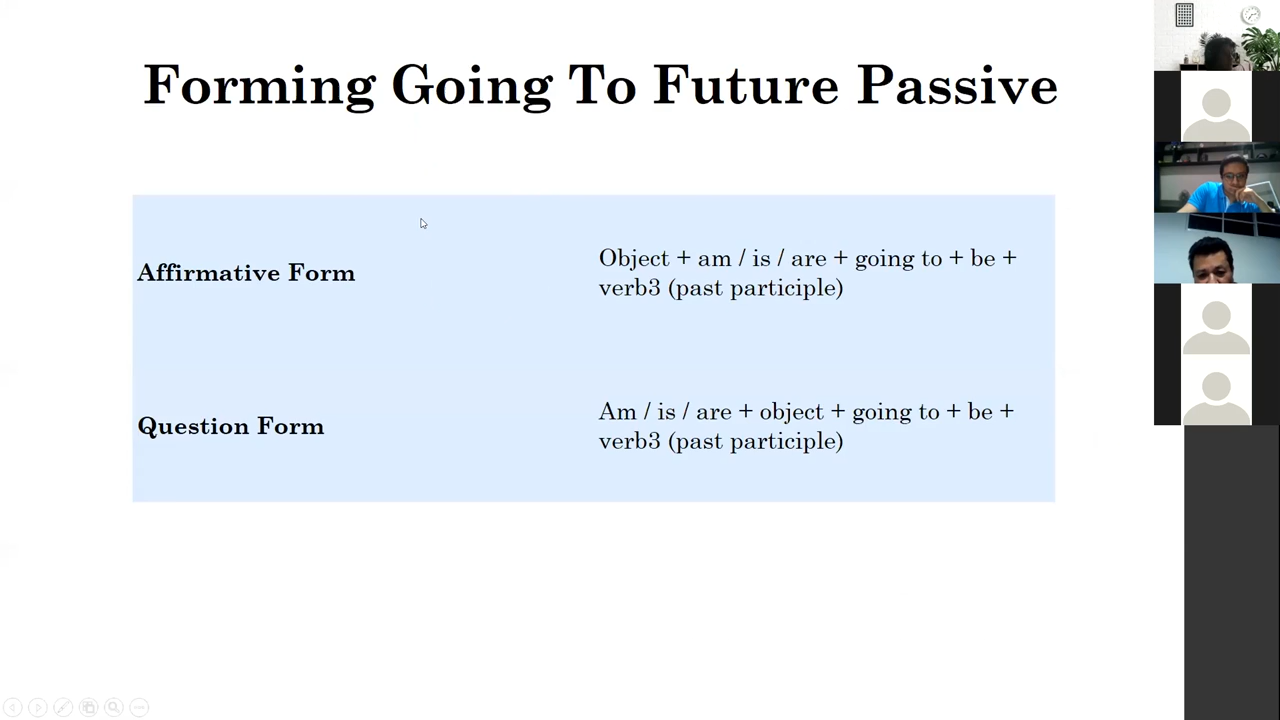 Forming Going To Future Passive
Affirmative Form
Object + am / is / are + going to + be +
verb3 (past participle)
Question Form
Am / is / are + object + going to + be +
verb3 (past participle)